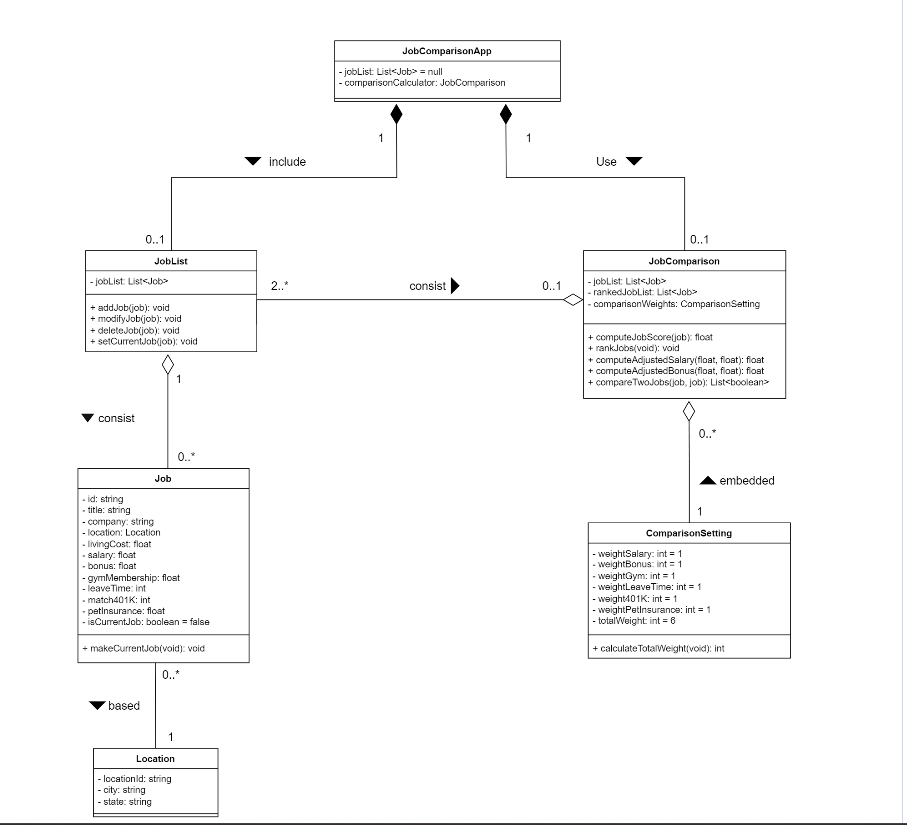 JobComparisonApp
- jobList: List<Job> = null
- comparisonCalculator: JobComparison
1
1
include
Use
0..1
0..1
JobList
- jobList: List<Job>
+ addJob(job): void
+ modifyJob(job): void
+ deleteJob(job): void
+ setCurrentJob(job): void
2..*
consist
0..1
JobComparison
- jobList: List<Job>
- rankedJobList: List<Job>
- comparisonWeights: ComparisonSetting
+ computeJobScore(job): float
+ rankJobs(void): void
+ computeAdjustedSalary(float, float): float
+ computeAdjustedBonus(float, float): float
+ compareTwoJobs(job, job): List<boolean>
1
consist
0..*
0..*
embedded
1
Job
- id: string
- title: string
- company: string
- location: Location
- livingCost: float
- salary: float
- bonus: float
- gymMembership: float
- leaveTime: int
- match401K: int
- petInsurance: float
- isCurrentJob: boolean = false
+ makeCurrentJob(void): void
ComparisonSetting
- weightSalary: int = 1
- weightBonus: int = 1
- weightGym: int = 1
- weightLeaveTime: int = 1
- weight401K: int = 1
- weightPetInsurance: int = 1
- totalWeight: int = 6
+ calculateTotalWeight(void): int
0..*
based
1
Location
- locationId: string
- city: string
- state: string